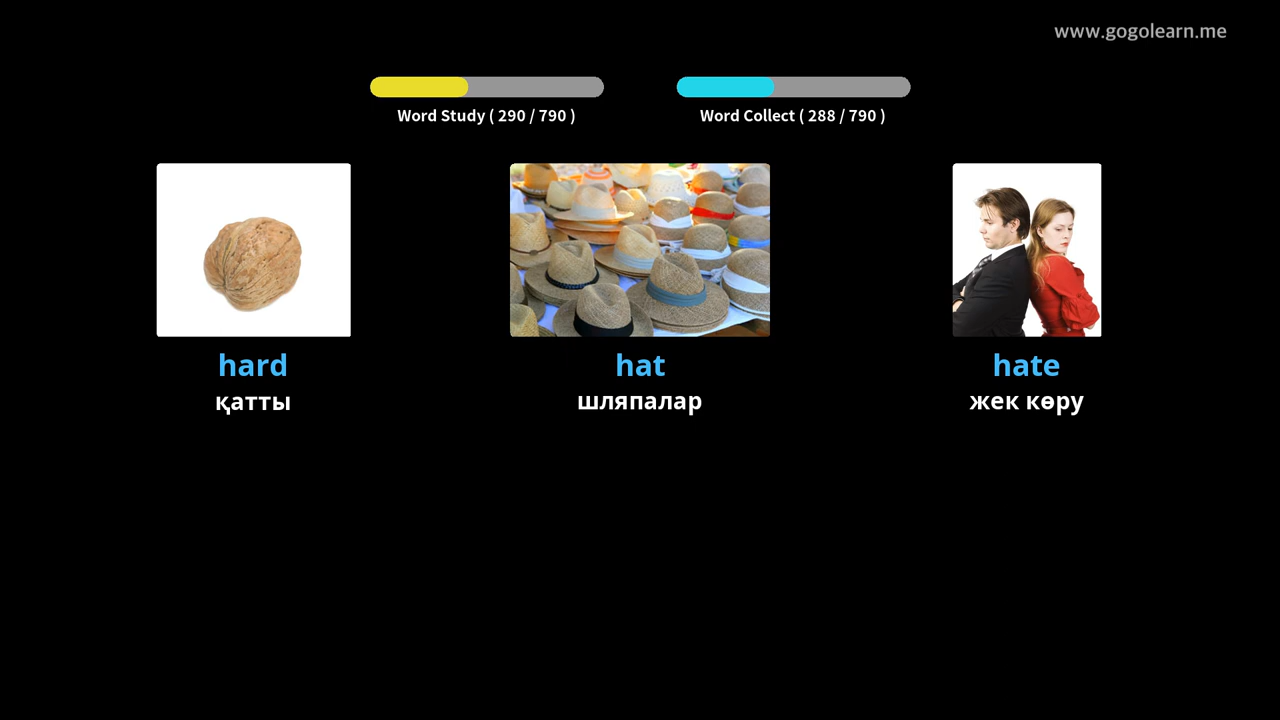 www.gogolearn.me
Word Study ( 290 / 790 )
Word Collect ( 288 / 790 )
hard
қатты
hat
шляпалар
hate
жек көру